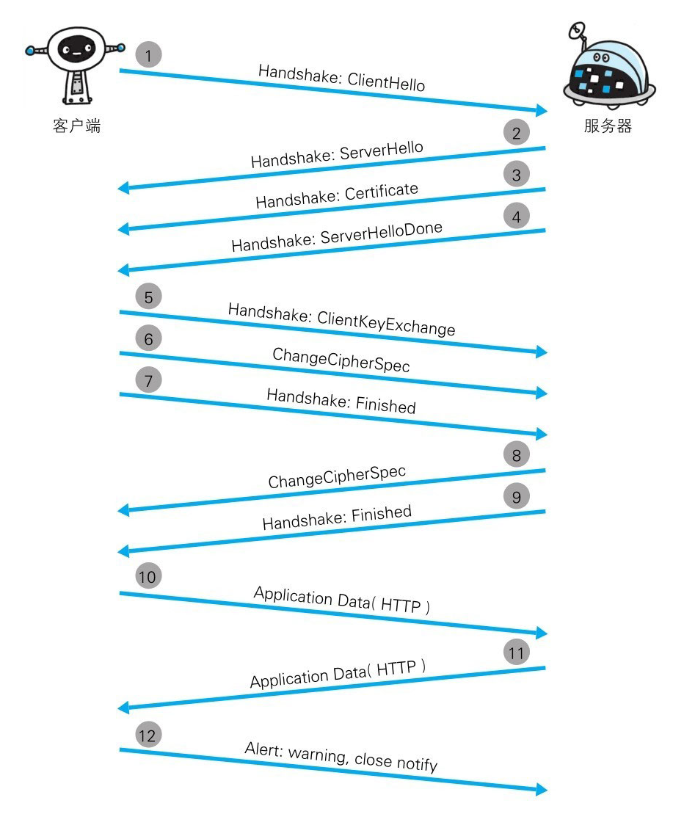 1
Handshake: ClientHello
客户端
服务器
2
Handshake: ServerHello
3
Handshake: Certificate
4
Handshake: ServerHelloDone
5
Handshake: ClientKeyExchange
6
ChangeCipherSpec
7
Handshake: Finished
8
ChangeCipherSpec
9
Handshake: Finished
10
Application Data( HTTP )
11
Application Data( HTTP )
12
Alert: warning, close notify